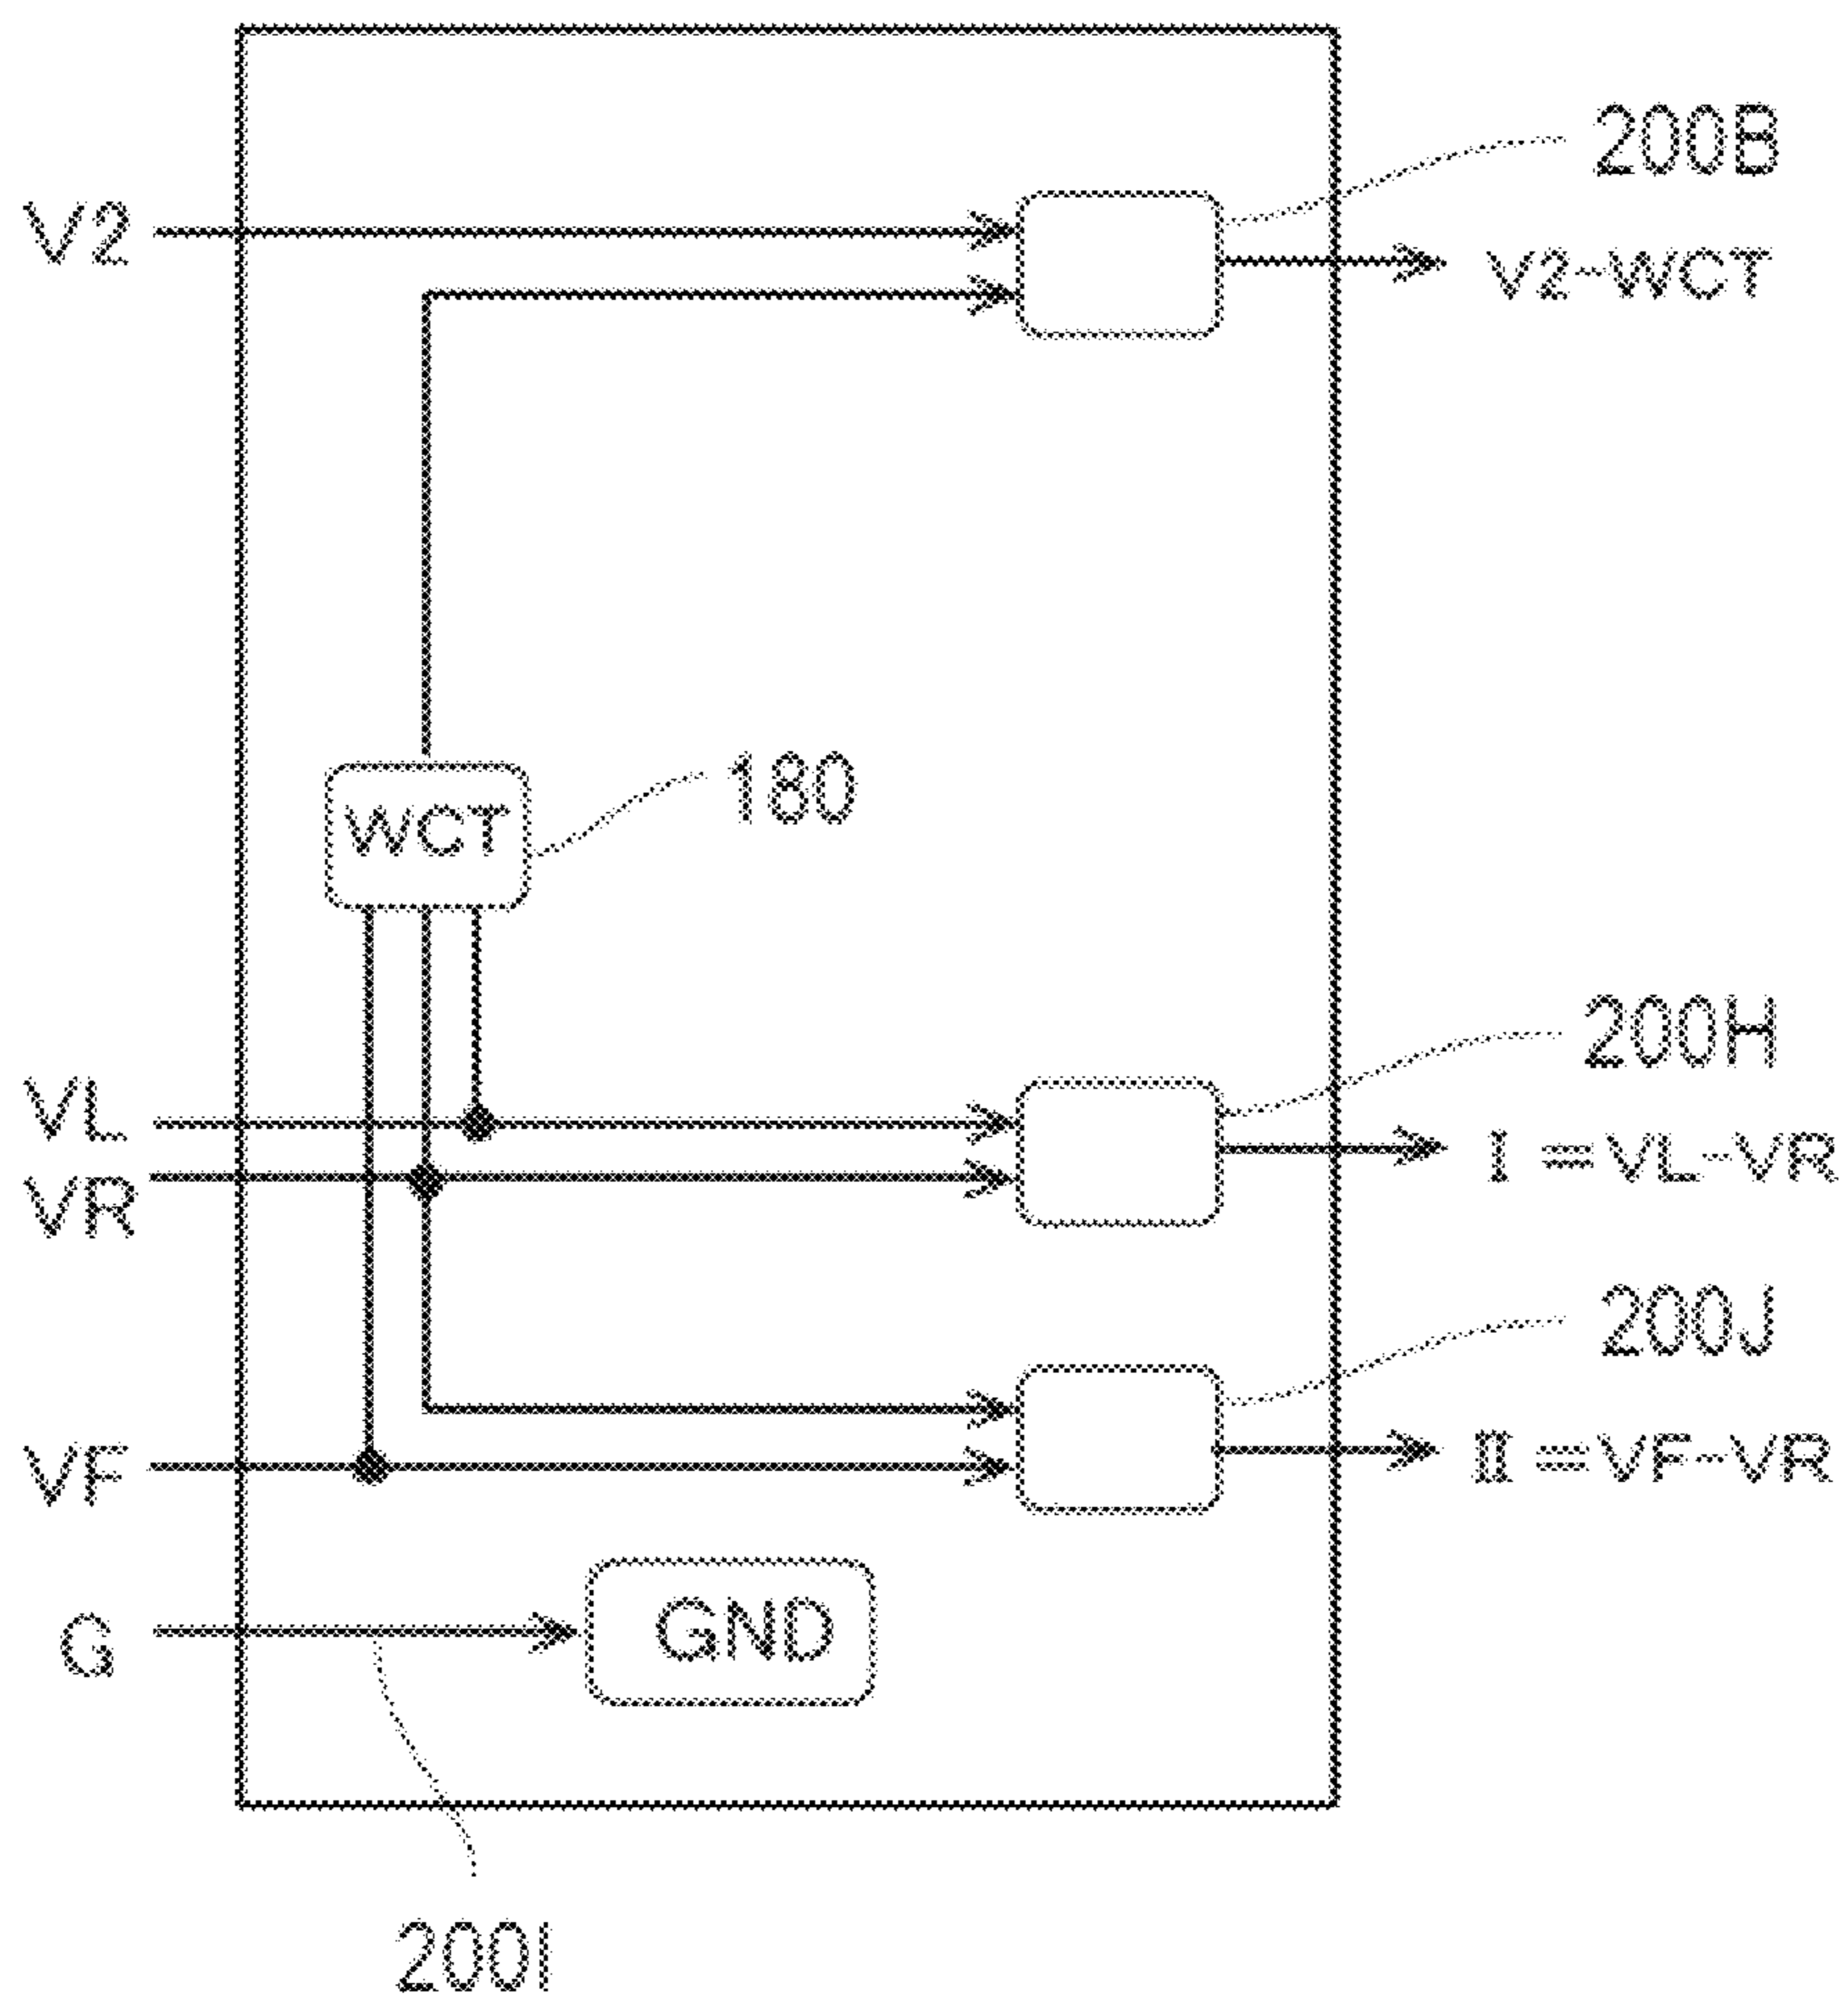 200B
V2
V2-WCT
180
WCT
200H
VL
I =VL-VR
VR
200J
VF
II =VF-VR
G
GND
200I